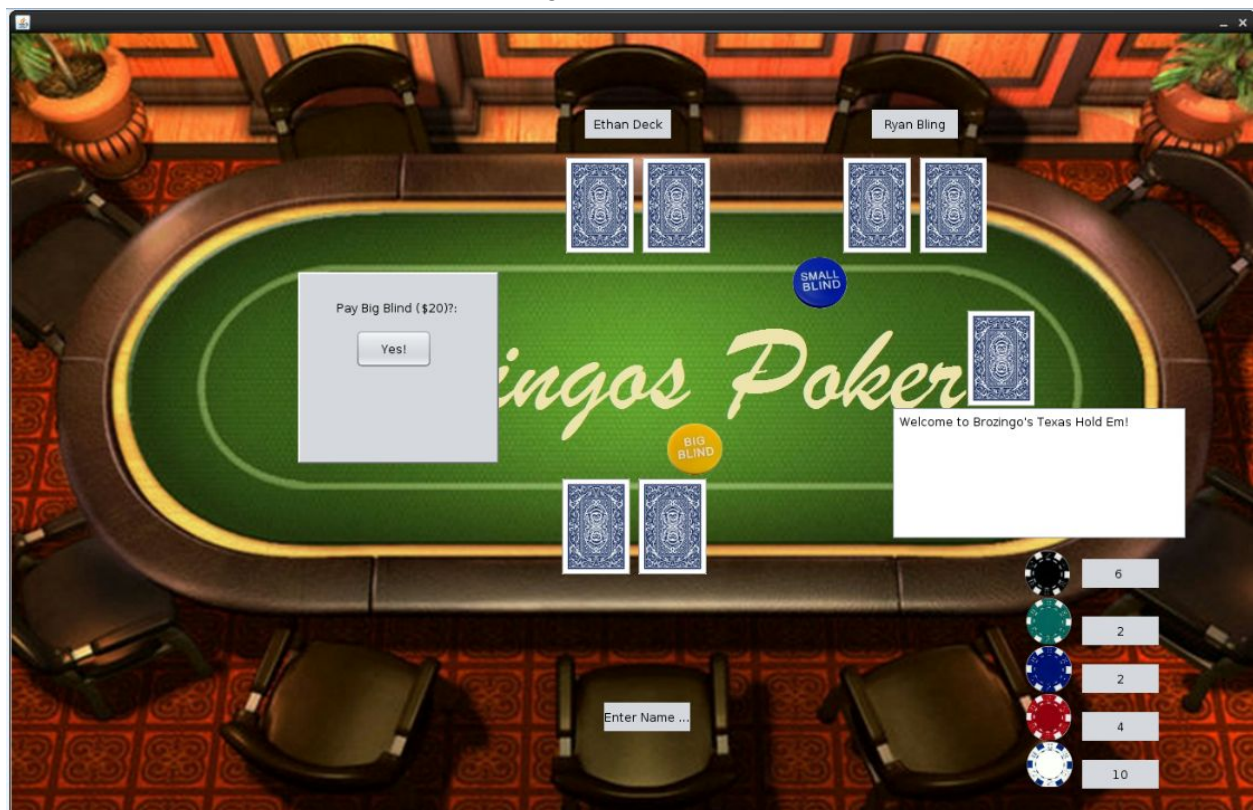 Ethan Deck
Ryan Bling
SMALL
BLIND
Pay Big Blind ($20)?:
Yes!
ingos Poker
Welcome to Brozingo's Texas Hold Em!
BIG
BLIND
6
2
2
4
10
Enter Name ...